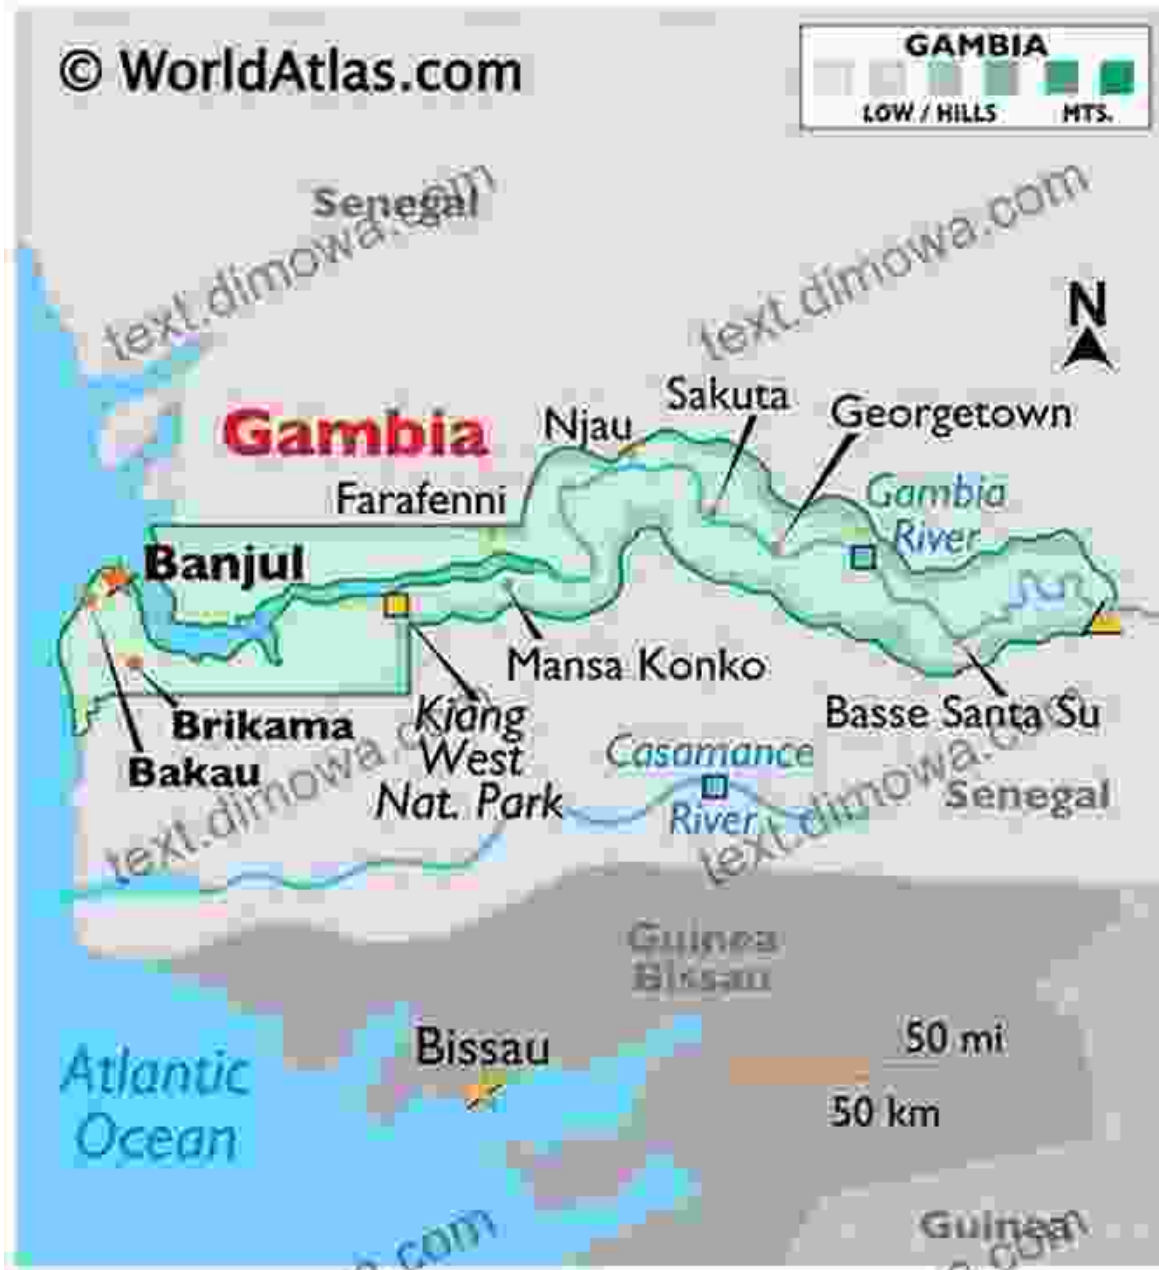 © WorldAtlas.com
GAMBIA
LOW / HILLS MTS.
Senegal
text.dimowa.com
text.dimowa.com
N
Sakuta
Georgetown
Njau
Gambia
Farafenni
Gambia
River
Banjul
Mansa Konko
Brikama
Bakau
Kiang
West
Nat. Park
Basse Santa Su
Casamance
River
Senegal
text.dimowa.com
text.dimowa.com
Guinea
Bissau
Bissau
50 mi
50 km
Atlantic
Ocean
Guinea
.com
.com